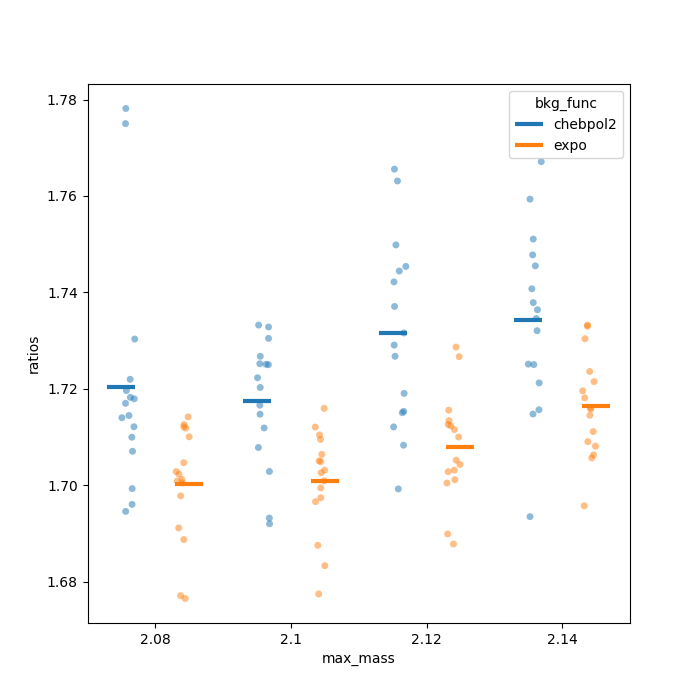 bkg_func
chebpol2
expo
1.78
1.76
1.74
1.72
1.70
1.68
ratios
2.08
2.1
2.12
2.14
max_mass